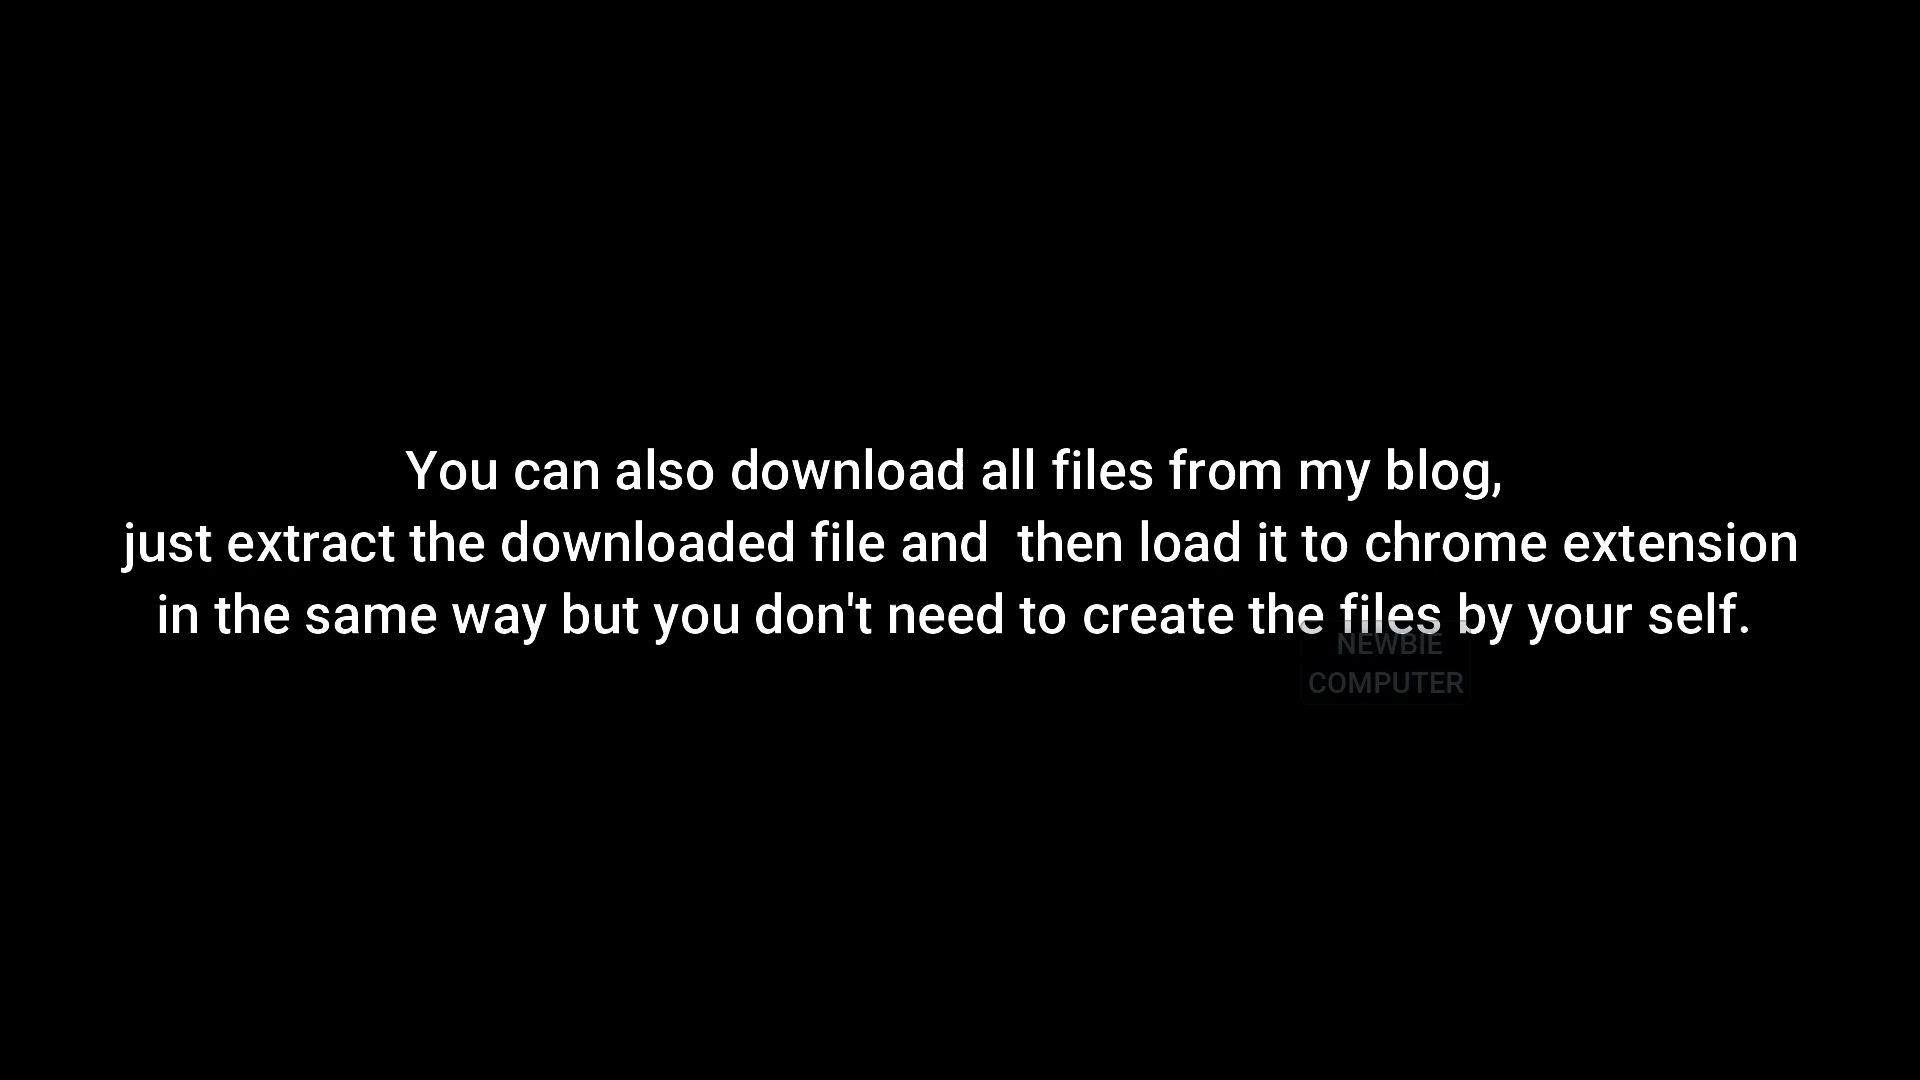 You can also download all files from my blog,
just extract the downloaded file and  then load it to chrome extension
in the same way but you don't need to create the files by your self.
NEWBIE
COMPUTER